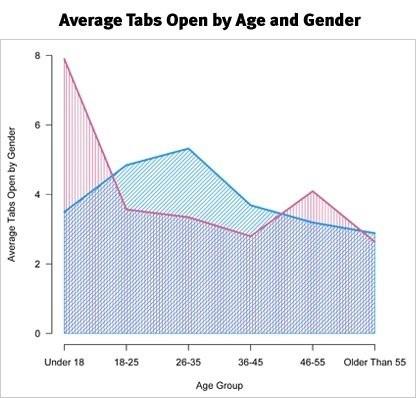 Average Tabs Open by Age and Gender
Average Tabs Open by Gender
8
6
4
2
0
Under 18 18-25 26-35 36-45 46-55 Older Than 55
Age Group